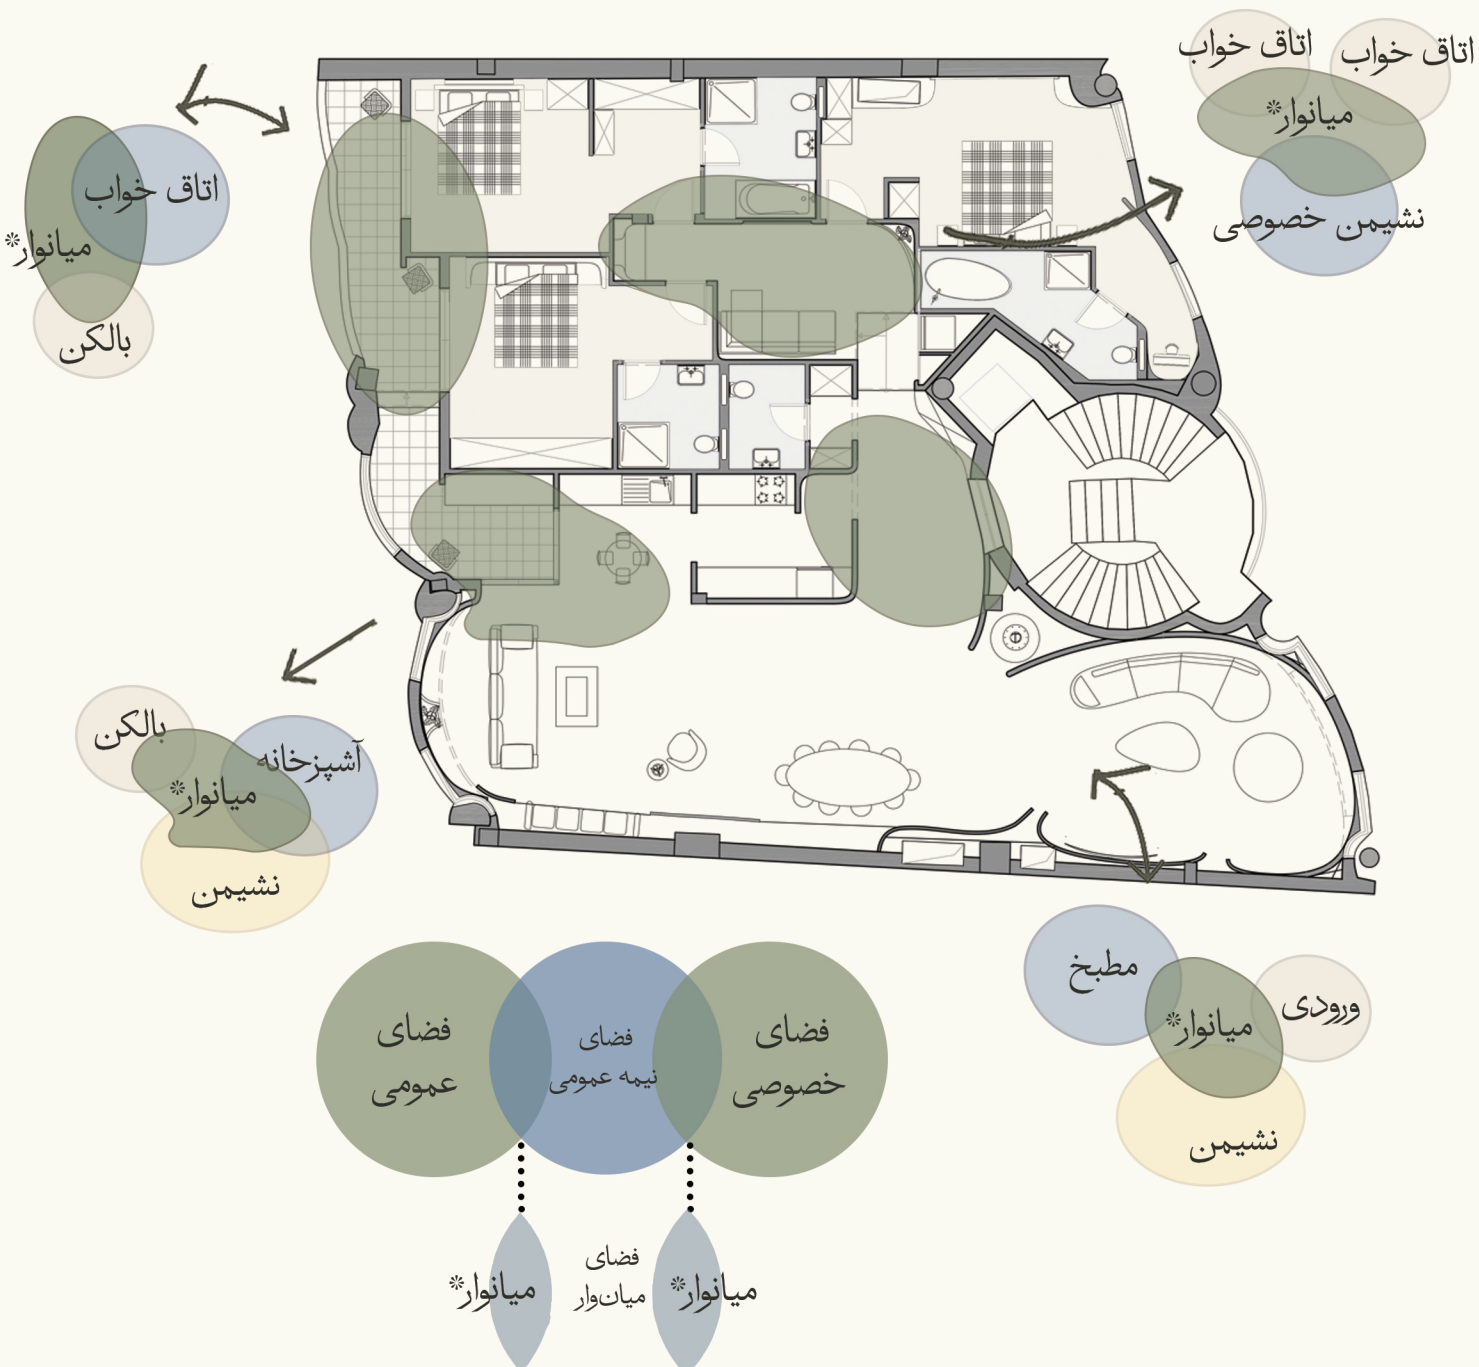 اتاق خواب
اتاق خواب
میانوار*
نشیمن خصوصی
اتاق خواب
میانوار*
بالکن
بالکن
آشپزخانه
میانوار*
نشیمن
مطبخ
ورودی
میانوار*
نشیمن
فضای
خصوصی
فضای
نیمه عمومی
فضای
عمومی
میانوار*
فضای
میان‌وار
میانوار*